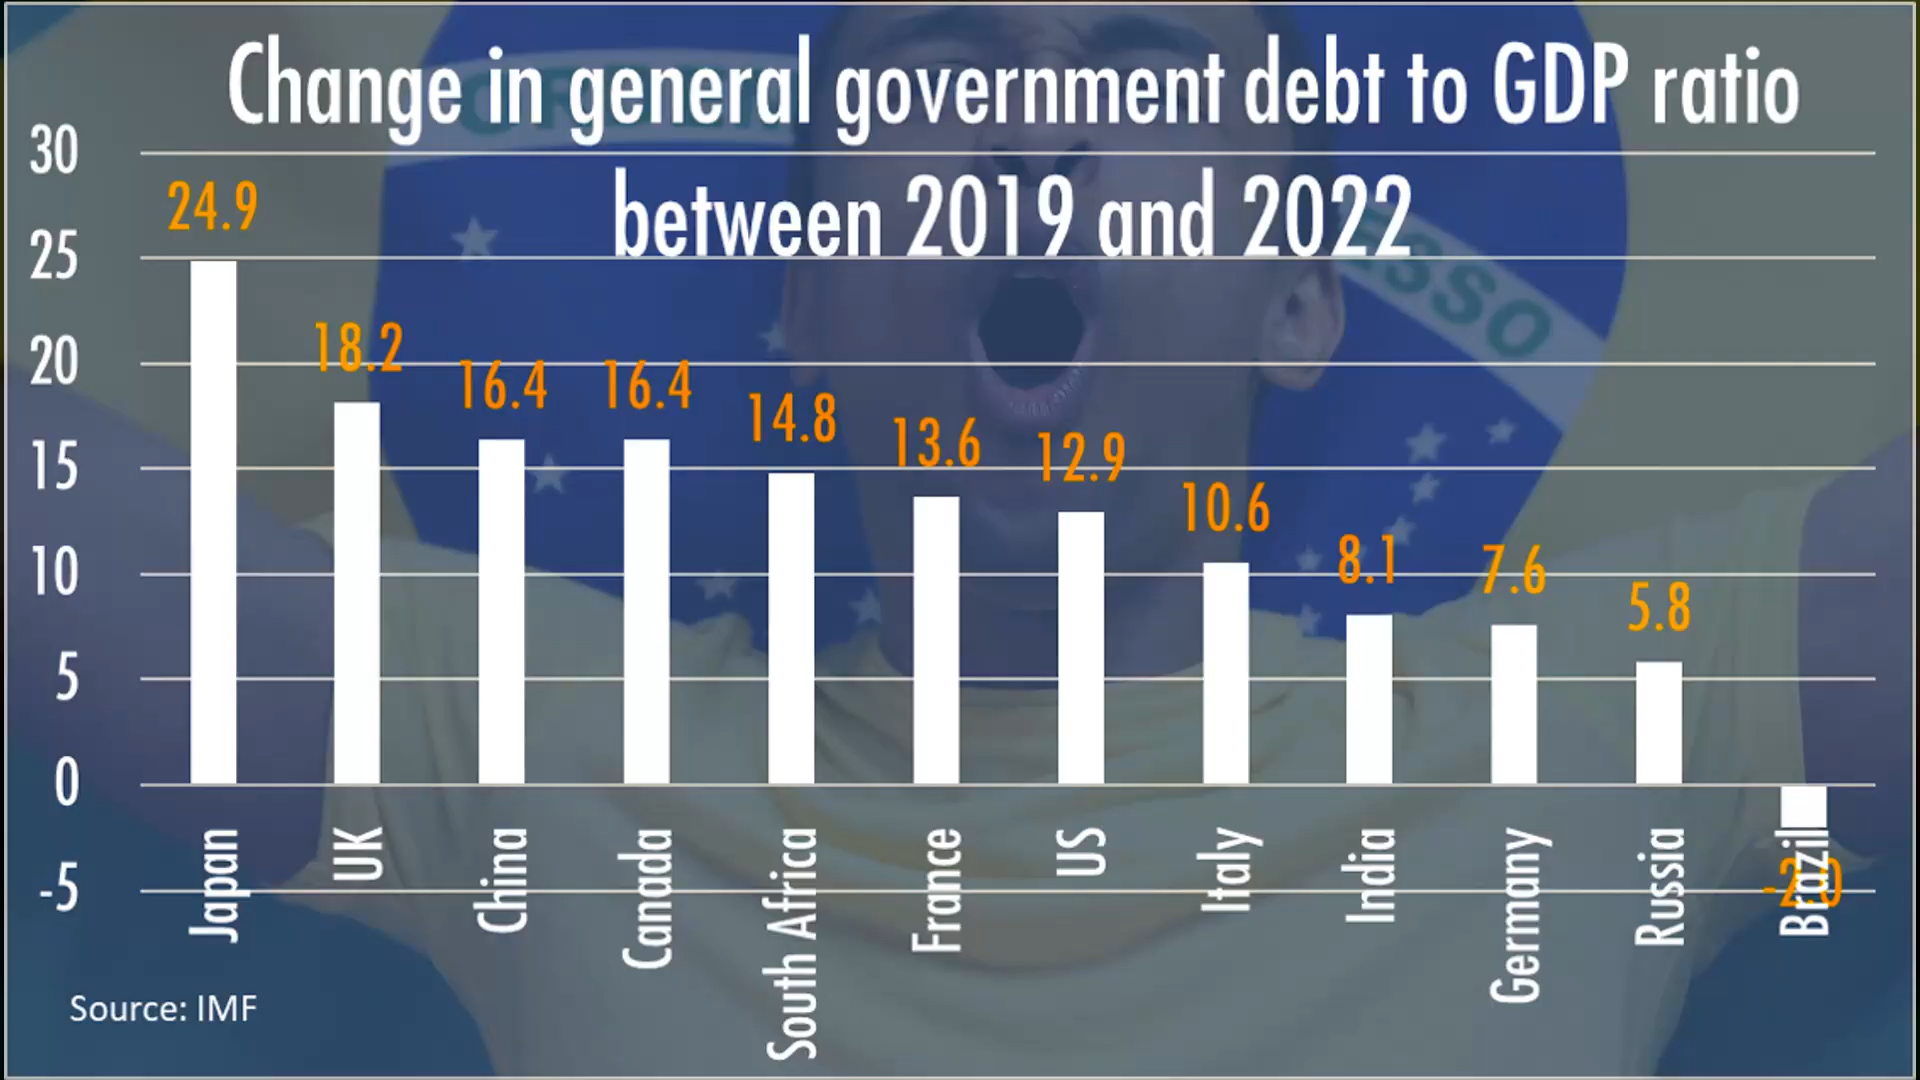 Change in general government debt to GDP ratio
between 2019 and 2022
30
25
20
15
10
5
0
-5
24.9
18.2
16.4
16.4
14.8
13.6
12.9
10.6
8.1
7.6
5.8
-2.0
Japan
UK
China
Canada
South Africa
France
US
Italy
India
Germany
Russia
Brazil
Source: IMF